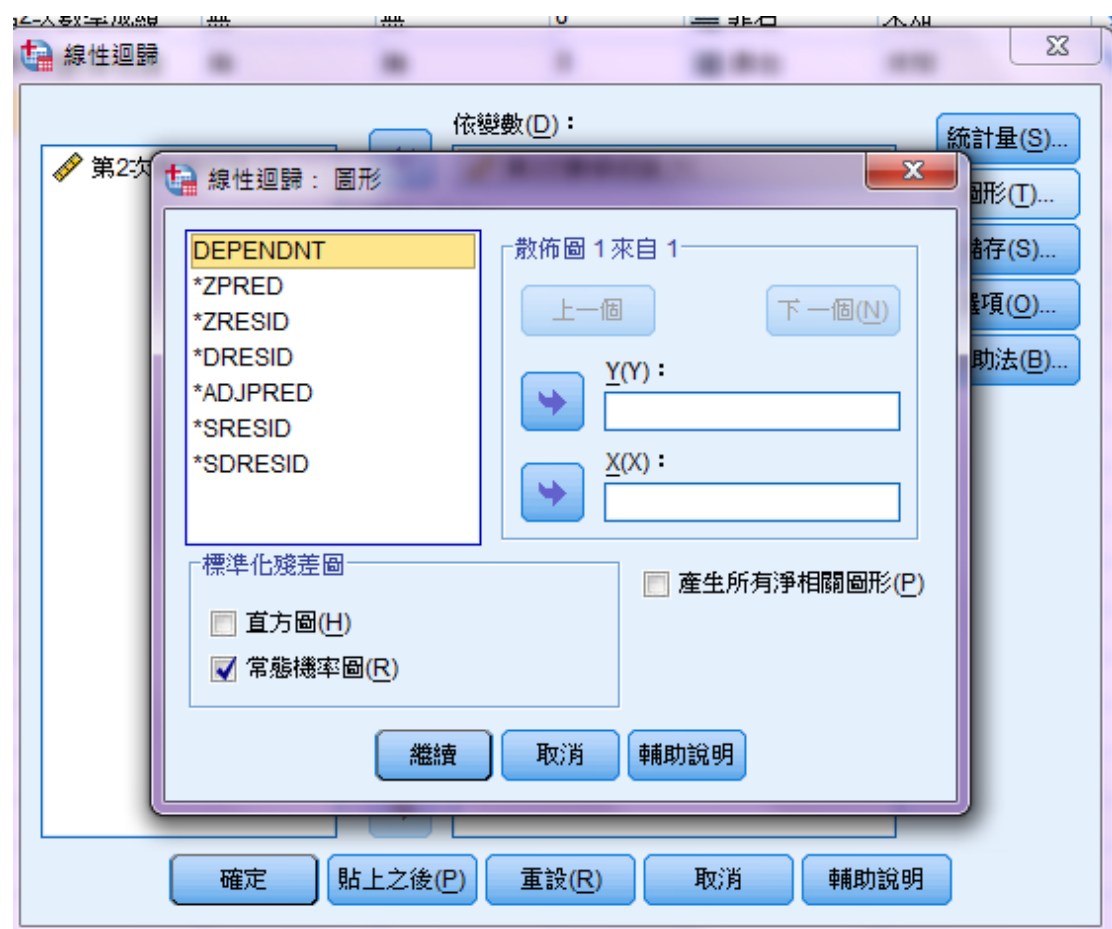 線性迴歸
依變數(D)：
統計量(S)...
第2次
線性迴歸： 圖形
圖形(T)...
DEPENDNT
散佈圖 1 來自 1
儲存(S)...
*ZPRED
上一個
下一個(N)
選項(O)...
*ZRESID
*DRESID
Y(Y)：
助法(B)...
*ADJPRED
*SRESID
X(X)：
*SDRESID
標準化殘差圖
產生所有淨相關圖形(P)
直方圖(H)
常態機率圖(R)
繼續
取消
輔助說明
確定
貼上之後(P)
重設(R)
取消
輔助說明